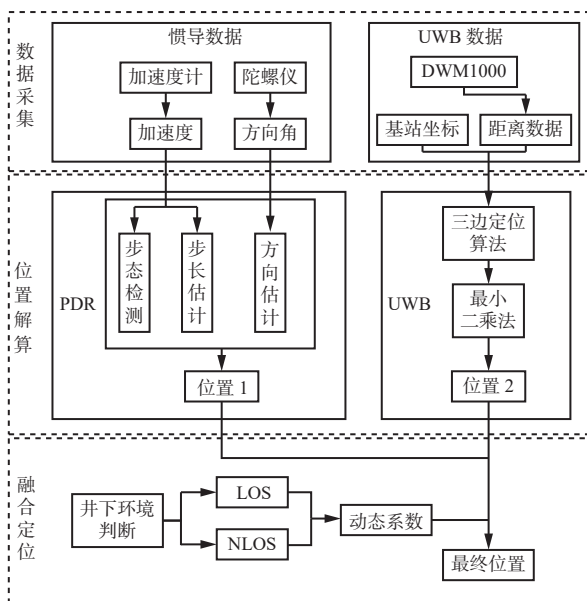 数据采集
惯导数据
UWB 数据
加速度计
陀螺仪
DWM1000
加速度
方向角
基站坐标
距离数据
位置解算
PDR
步态检测
步长估计
方向估计
位置 1
UWB
三边定位
算法
最小
二乘法
位置 2
融合定位
井下环境
判断
LOS
NLOS
动态系数
最终位置